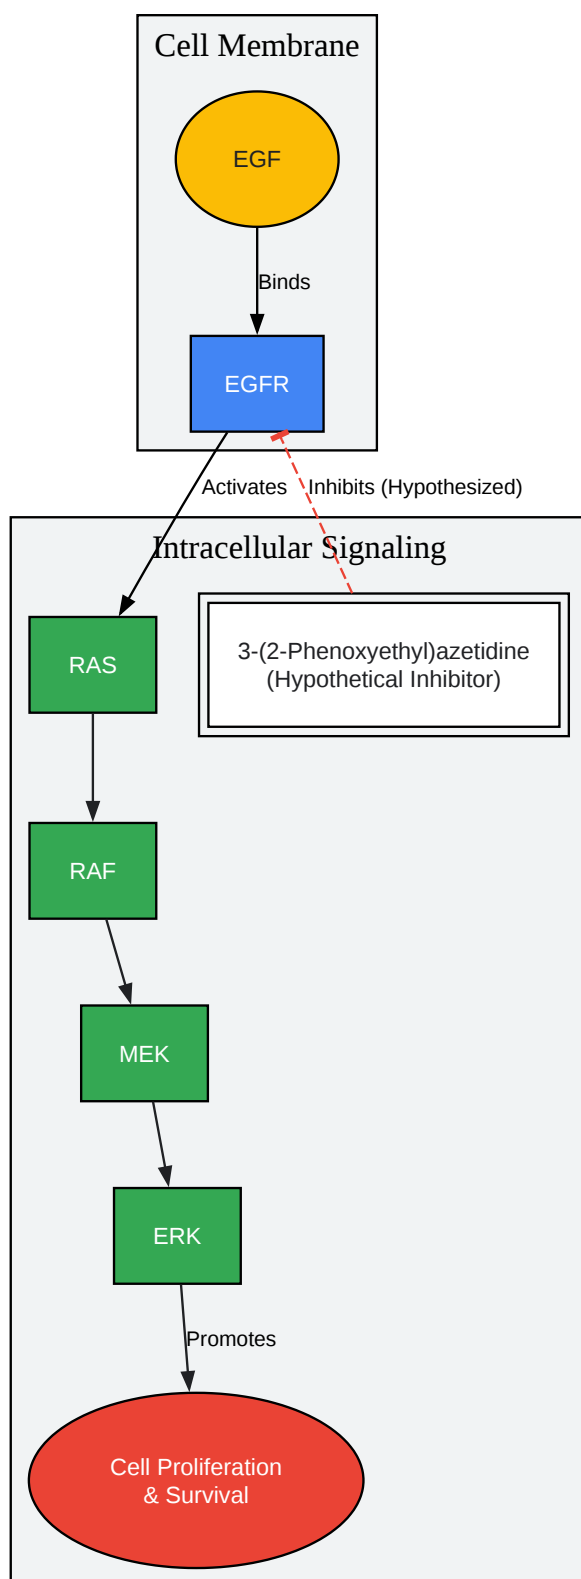 Cell Membrane
EGF
Binds
EGFR
Activates
Inhibits (Hypothesized)
Intracellular Signaling
RAS
3-(2-Phenoxyethyl)azetidine
(Hypothetical Inhibitor)
RAF
MEK
ERK
Promotes
Cell Proliferation
& Survival